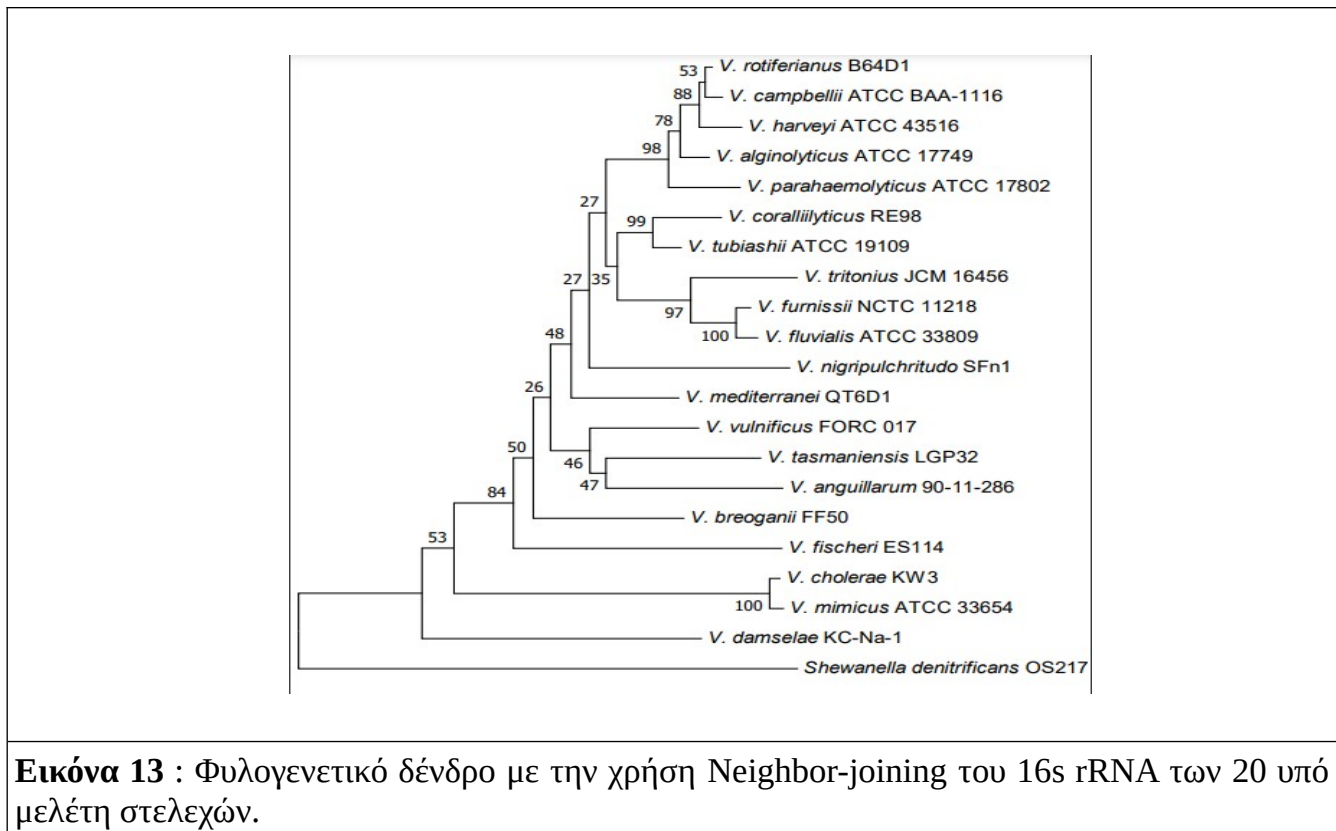 53
V. rotiferianus B64D1
88
V. campbellii ATCC BAA-1116
78
V. harveyi ATCC 43516
98
V. alginolyticus ATCC 17749
V. parahaemolyticus ATCC 17802
27
99
V. coralliilyticus RE98
V. tubiashii ATCC 19109
27
35
V. tritonius JCM 16456
97
V. furnissii NCTC 11218
100
V. fluvialis ATCC 33809
48
V. nigripulchritudo SFn1
26
V. mediterranei QT6D1
V. vulnificus FORC 017
50
46
V. tasmaniensis LGP32
47
V. anguillarum 90-11-286
84
V. breoganii FF50
53
V. fischeri ES114
V. cholerae KW3
100
V. mimicus ATCC 33654
V. damselae KC-Na-1
Shewanella denitrificans OS217
Εικόνα 13 : Φυλογενετικό δένδρο με την χρήση Neighbor-joining του 16s rRNA των 20 υπό
μελέτη στελεχών.